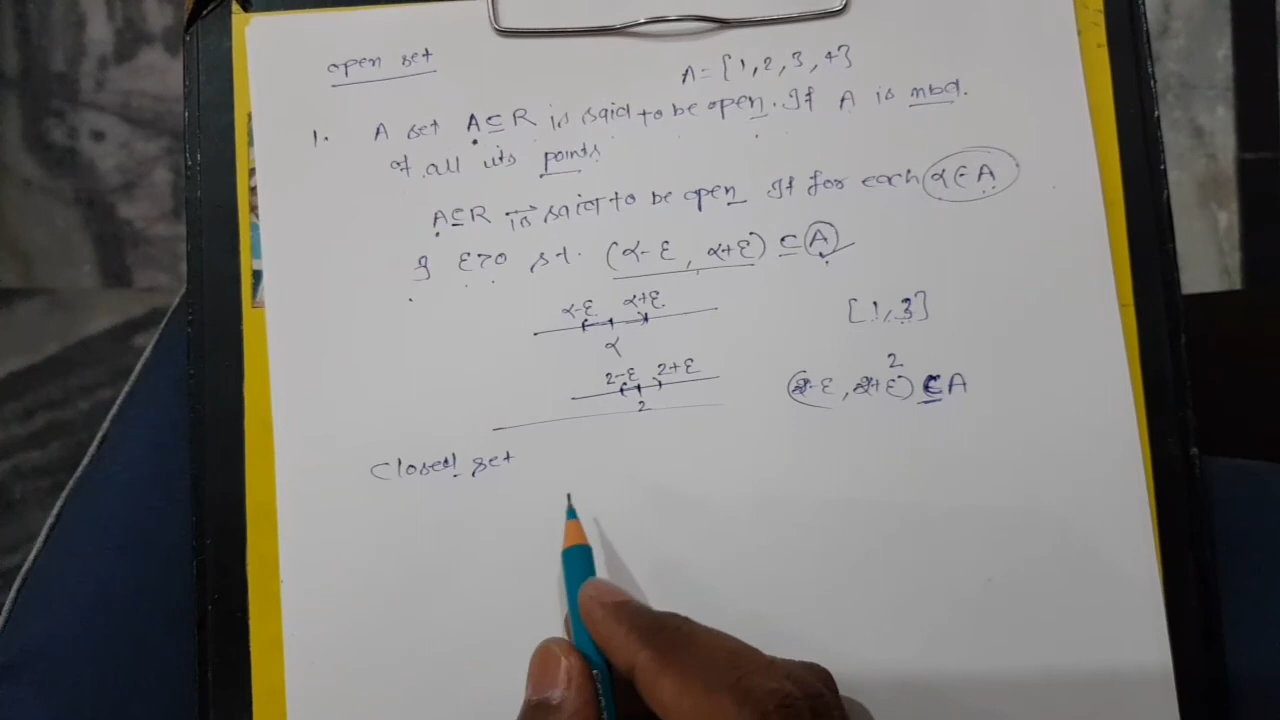 open set
A = {1, 2, 3, 4}
1. A set A ⊆ R is said to be open. If A is nbd.
of all its points
A ⊆ R is said to be open If for each α ∈ A
∃ ε>0 st. (α-ε, α+ε) ⊆ A
α-ε α+ε
α
[1, 3]
2
2-ε 2+ε
2
(2-ε, 2+ε) ⊆ A
Closed set